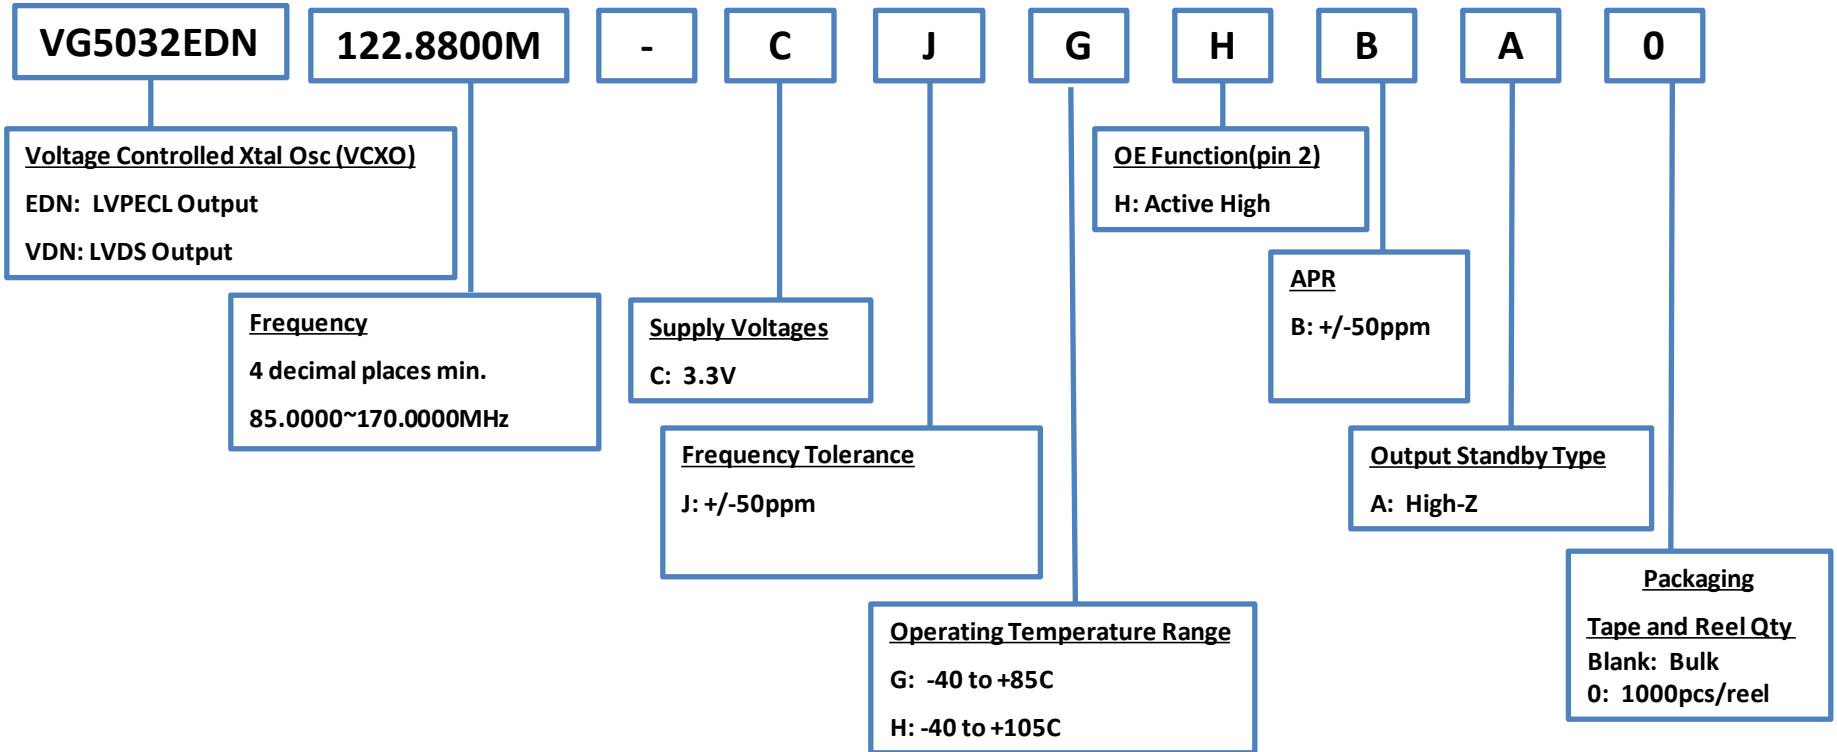 VG5032EDN 122.8800M - C J G H B A 0
Voltage Controlled Xtal Osc (VCXO)
EDN: LVPECL Output
VDN: LVDS Output
Frequency
4 decimal places min.
85.0000~170.0000MHz
Supply Voltages
C: 3.3V
Frequency Tolerance
J: +/-50ppm
Operating Temperature Range
G: -40 to +85C
H: -40 to +105C
OE Function(pin 2)
H: Active High
APR
B: +/-50ppm
Output Standby Type
A: High-Z
Packaging
Tape and Reel Qty
Blank: Bulk
0: 1000pcs/reel